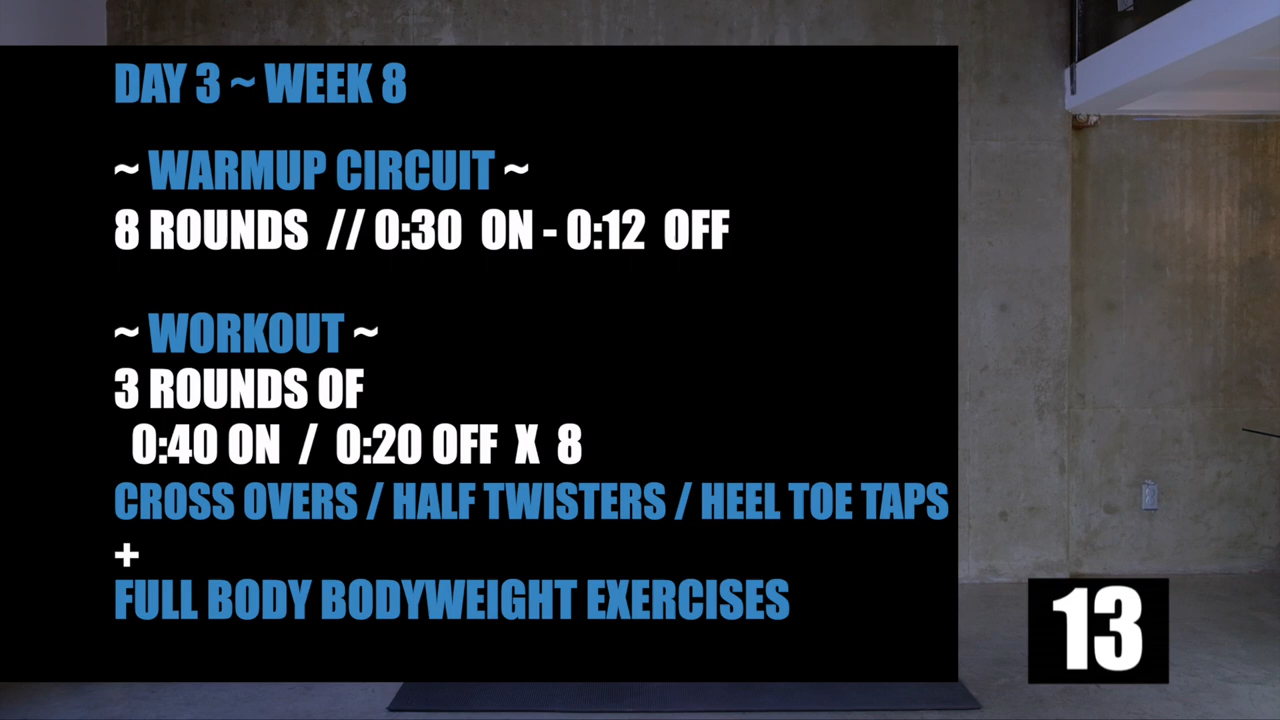 DAY 3 ~ WEEK 8
~ WARMUP CIRCUIT ~
8 ROUNDS // 0:30 ON - 0:12 OFF
~ WORKOUT ~
3 ROUNDS OF
0:40 ON / 0:20 OFF X 8
CROSS OVERS / HALF TWISTERS / HEEL TOE TAPS
+
FULL BODY BODYWEIGHT EXERCISES
13